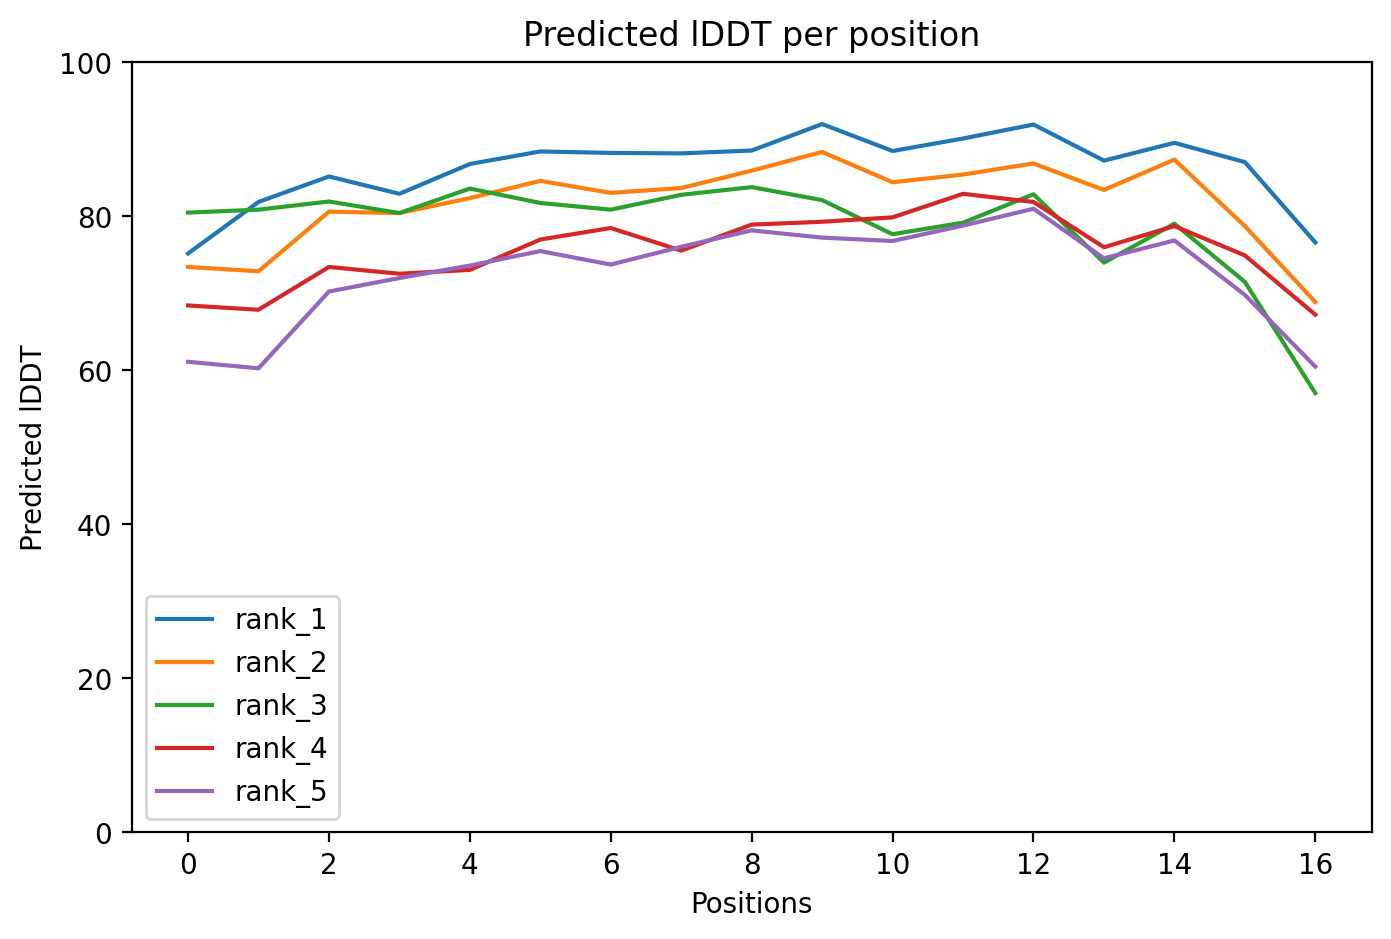 Predicted lDDT per position
Predicted lDDT
100
80
60
40
20
0
rank_1
rank_2
rank_3
rank_4
rank_5
0 2 4 6 8 10 12 14 16
Positions